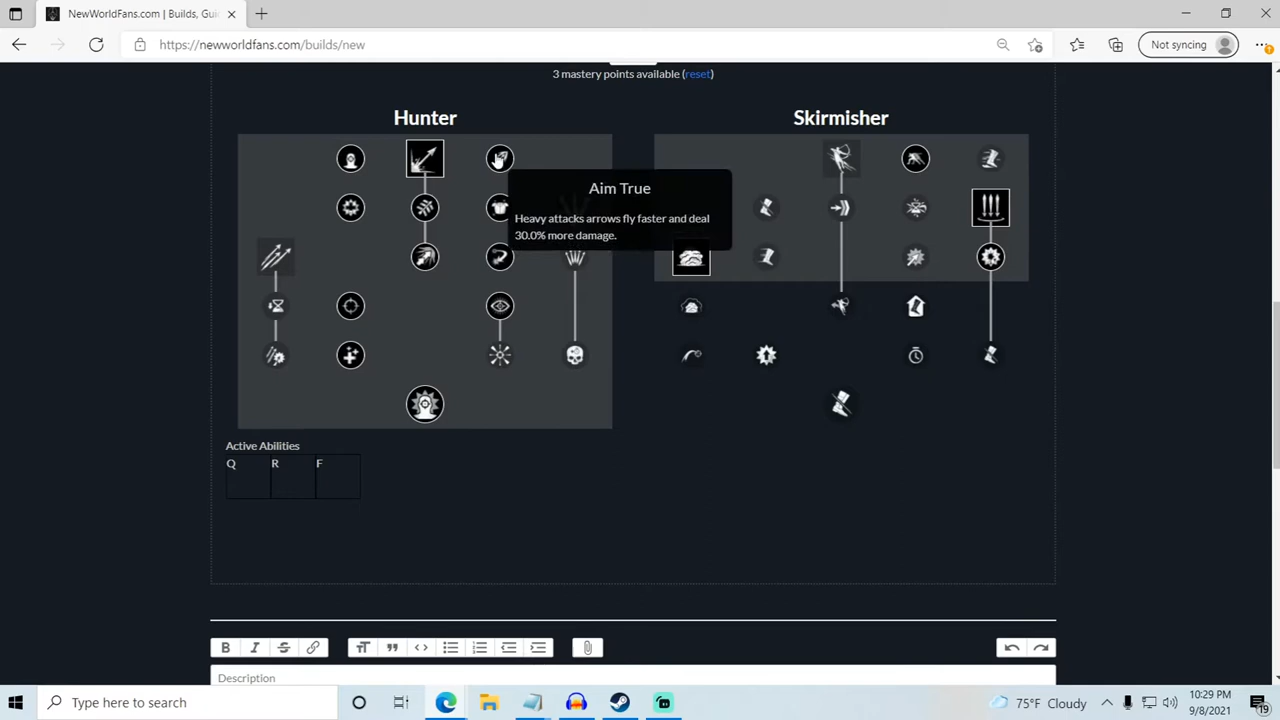 NewWorldFans.com | Builds, Gui
https://newworldfans.com/builds/new
Not syncing
3 mastery points available (reset)
Hunter
Skirmisher
Aim True
Heavy attacks arrows fly faster and deal
30.0% more damage.
Active Abilities
Q R F
B I S
Description
Type here to search
75°F Cloudy
10:29 PM
9/8/2021
19